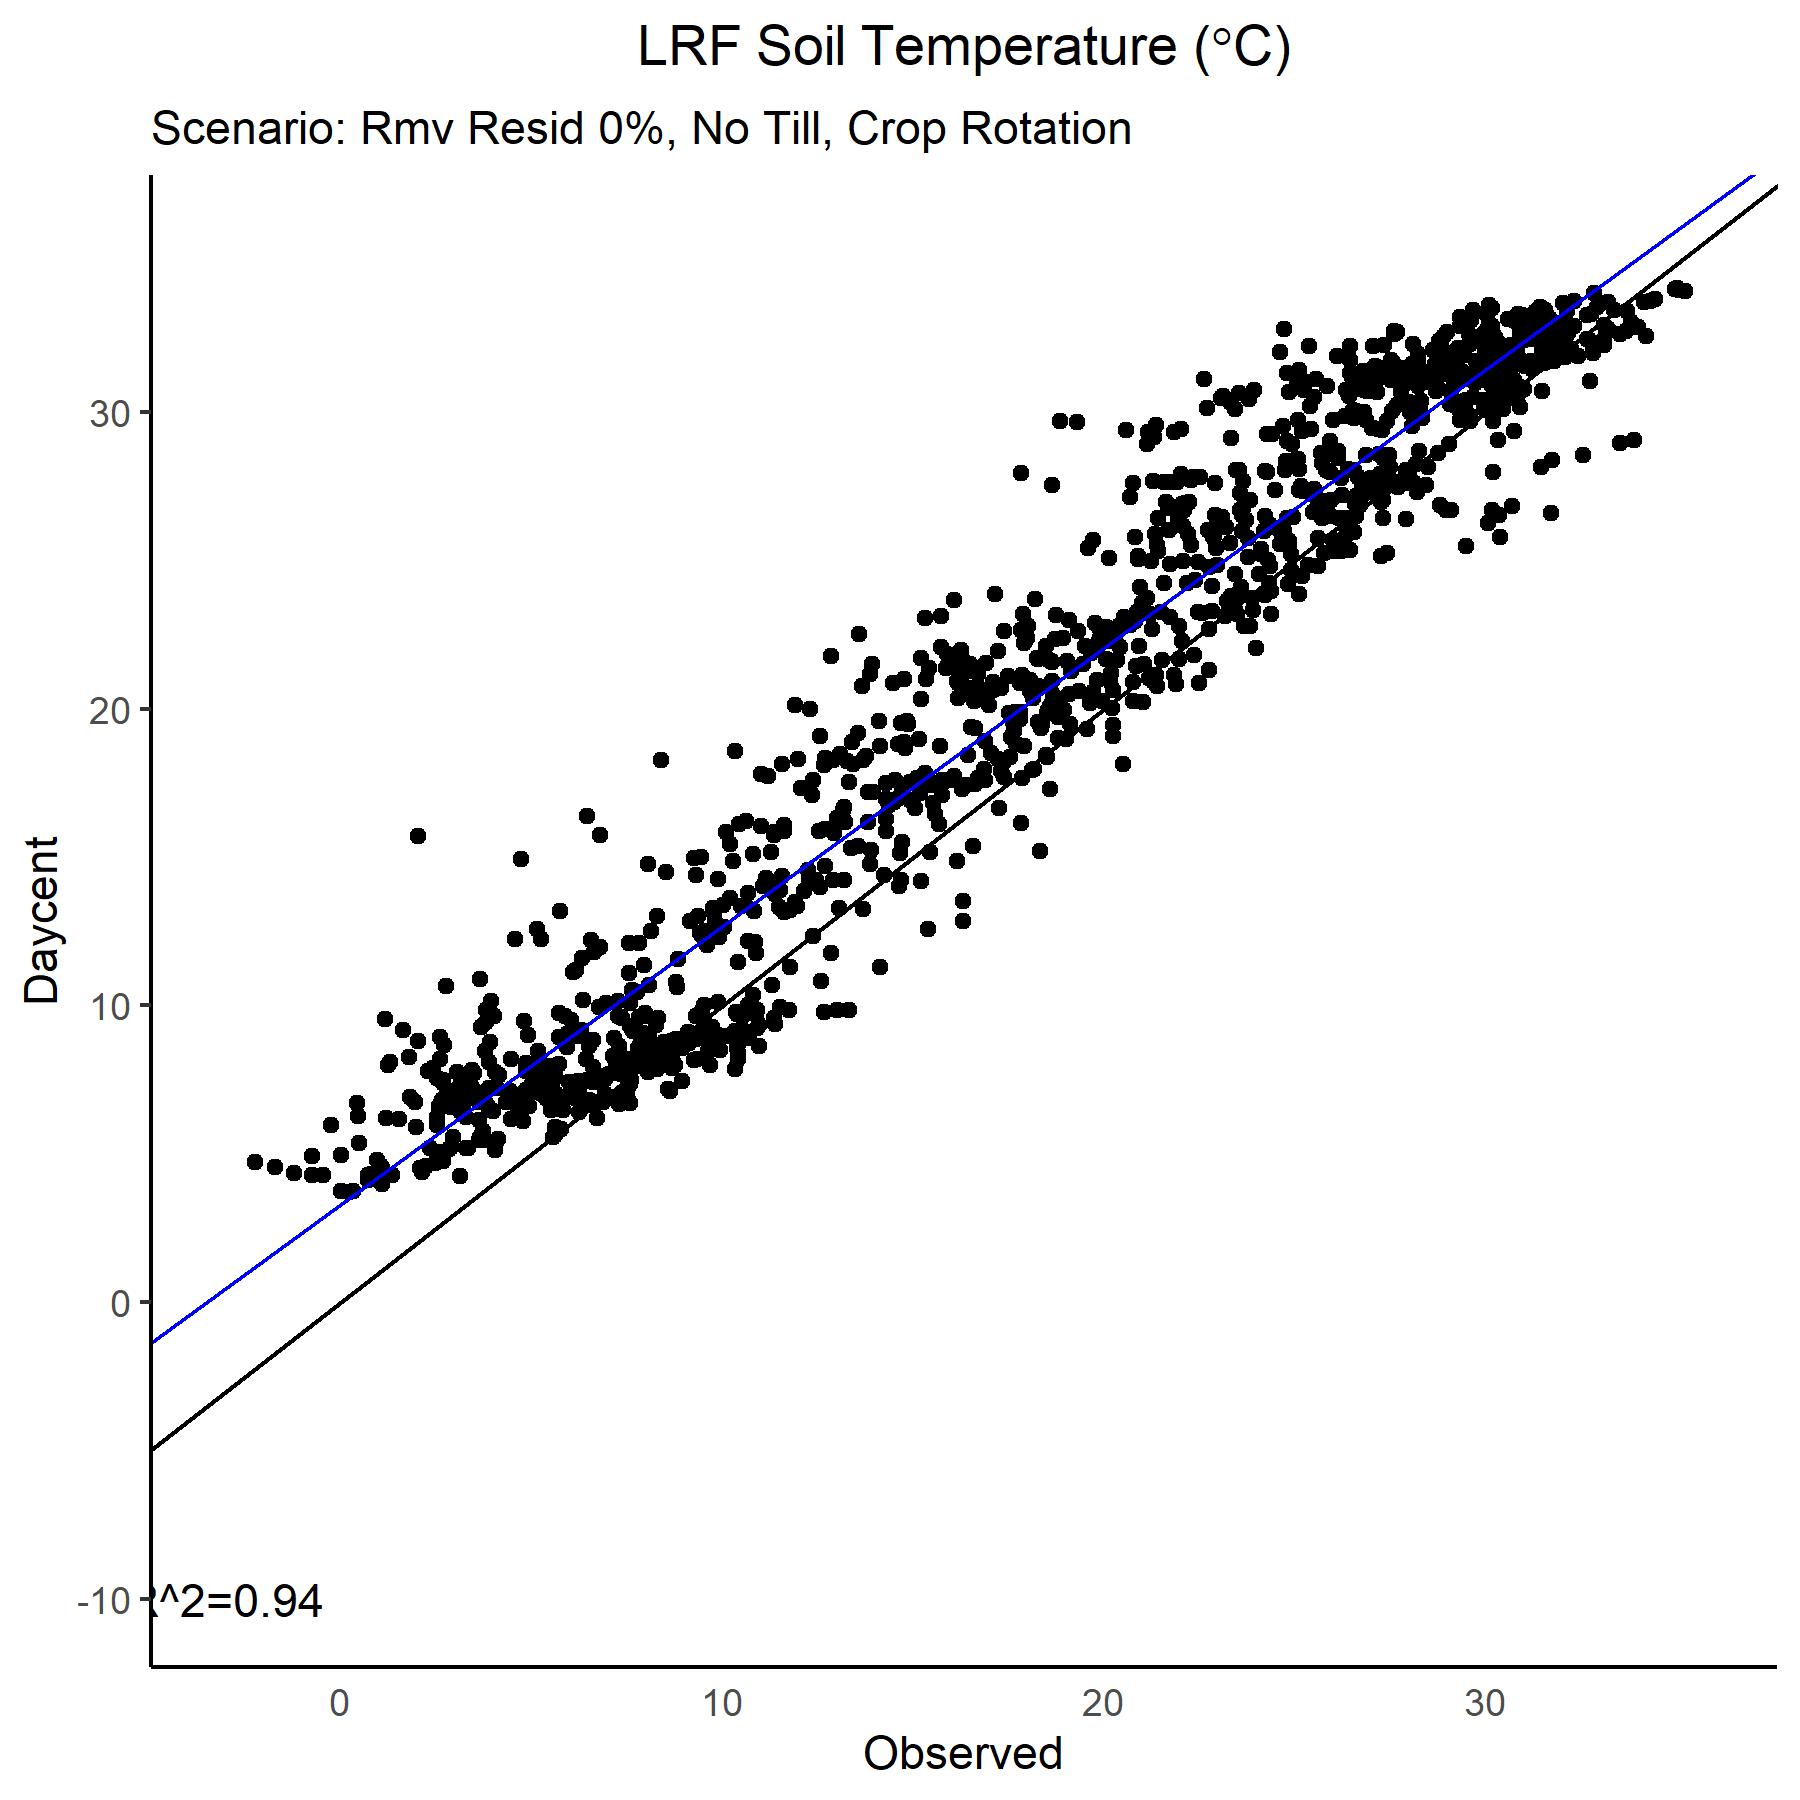 LRF Soil Temperature (°C)
Scenario: Rmv Resid 0%, No Till, Crop Rotation
Daycent
30
20
10
0
-10
^2=0.94
0 10 20 30
Observed